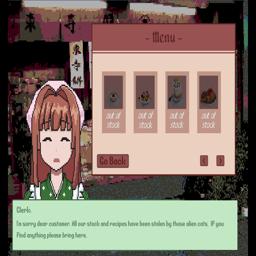 - Menu -
out of
stock
out of
stock
out of
stock
out of
stock
Go Back
<
>
Clerk:
I'm sorry dear customer. All our stock and recipes have been stolen by those alien cats. If you
find anything please bring here.